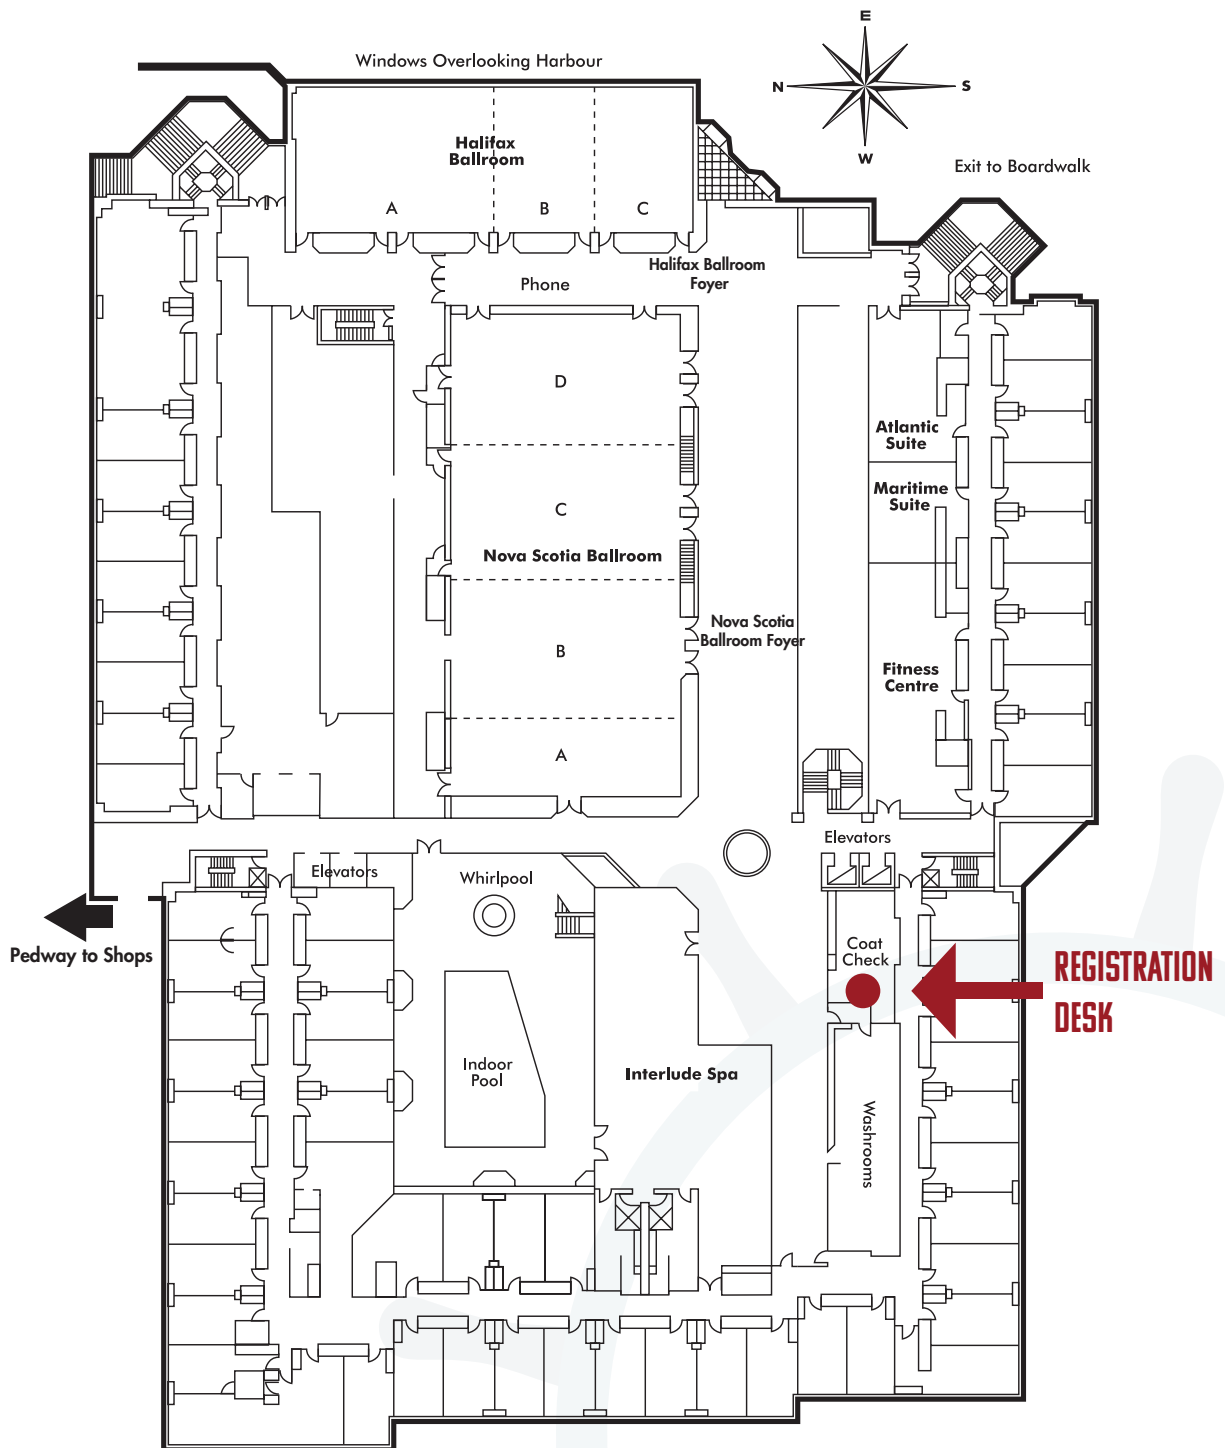 E
Windows Overlooking Harbour
N
S
W
Exit to Boardwalk
Halifax
Ballroom
A
B
C
Halifax Ballroom
Foyer
Phone
D
Atlantic
Suite
Maritime
Suite
C
Nova Scotia Ballroom
Nova Scotia
Ballroom Foyer
B
Fitness
Centre
A
Elevators
Elevators
Whirlpool
Pedway to Shops
Coat
Check
REGISTRATION
DESK
Indoor
Pool
Interlude Spa
Washrooms